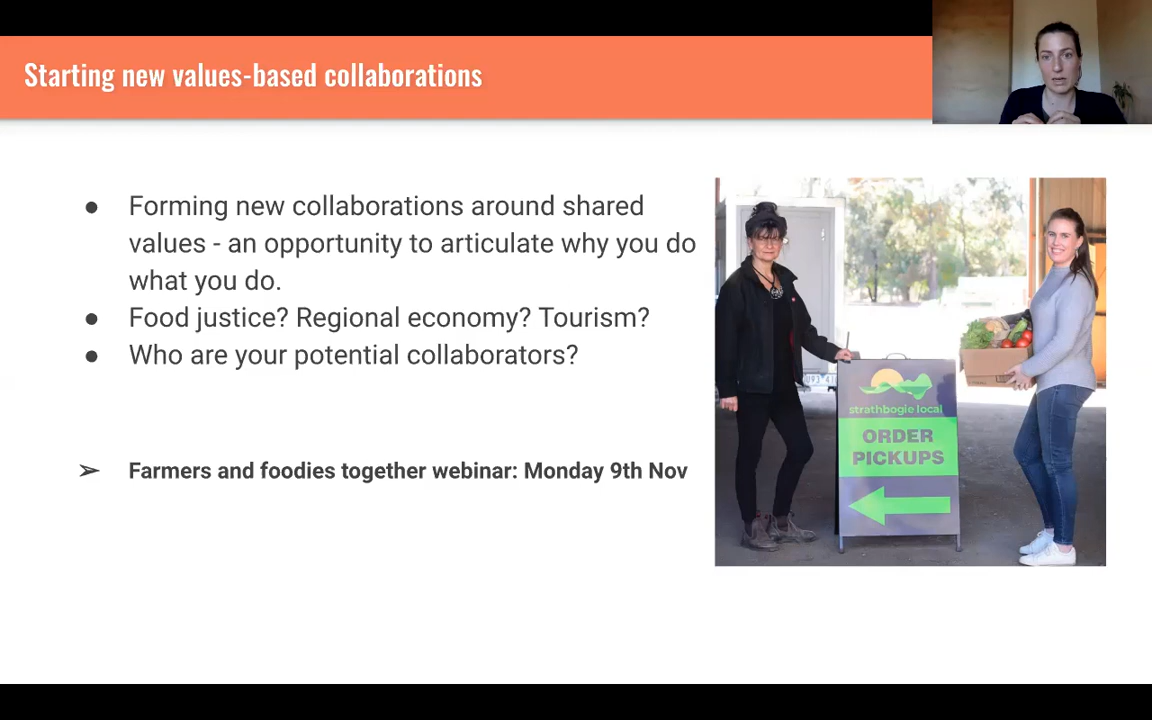 Starting new values-based collaborations
● Forming new collaborations around shared
values - an opportunity to articulate why you do
what you do.
● Food justice? Regional economy? Tourism?
● Who are your potential collaborators?
➢ Farmers and foodies together webinar: Monday 9th Nov
strathbogie local
ORDER
PICKUPS